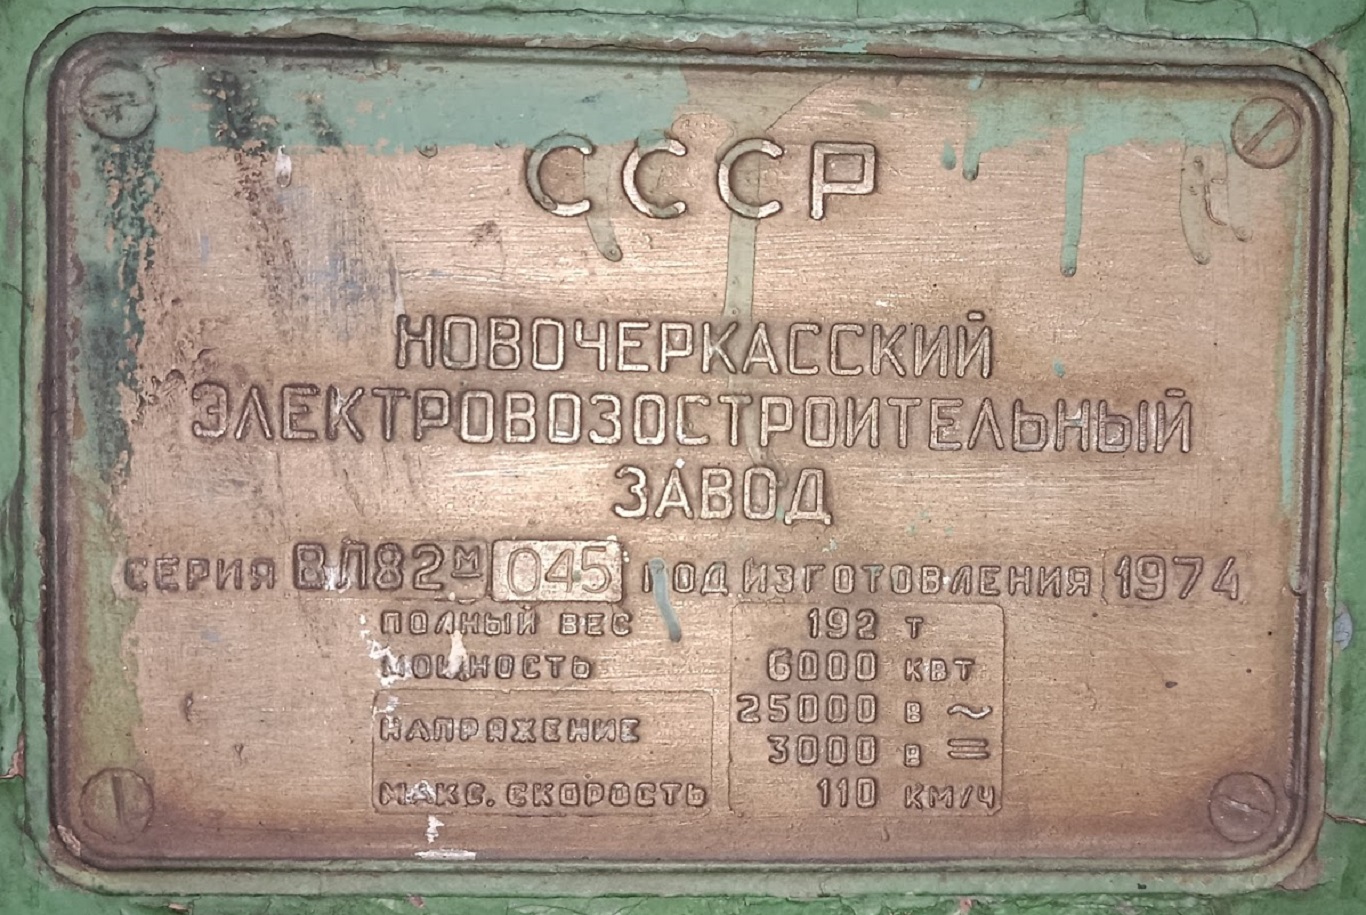 СССР
НОВОЧЕРКАССКИЙ
ЭЛЕКТРОВОЗОСТРОИТЕЛЬНЫЙ
ЗАВОД
СЕРИЯ ВЛ82м 045 ГОД ИЗГОТОВЛЕНИЯ 1974
ПОЛНЫЙ ВЕС 192 Т
МОЩНОСТЬ 6000 КВТ
НАПРЯЖЕНИЕ 25000 В ~
3000 В =
МАКС. СКОРОСТЬ 110 КМ/Ч